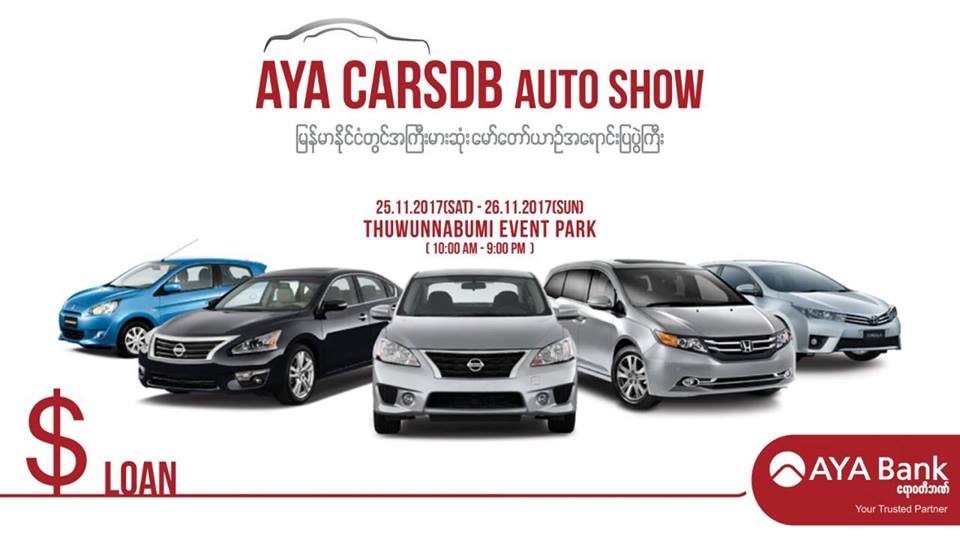 AYA CARSDB AUTO SHOW
မြန်မာနိုင်ငံတွင်အကြီးမားဆုံး မော်တော်ယာဉ်အရောင်းပြပွဲကြီး
25.11.2017(SAT) - 26.11.2017(SUN)
THUWUNNABUMI EVENT PARK
( 10:00 AM - 9:00 PM )
$ LOAN
AYA Bank
ဧရာဝတီဘဏ်
Your Trusted Partner